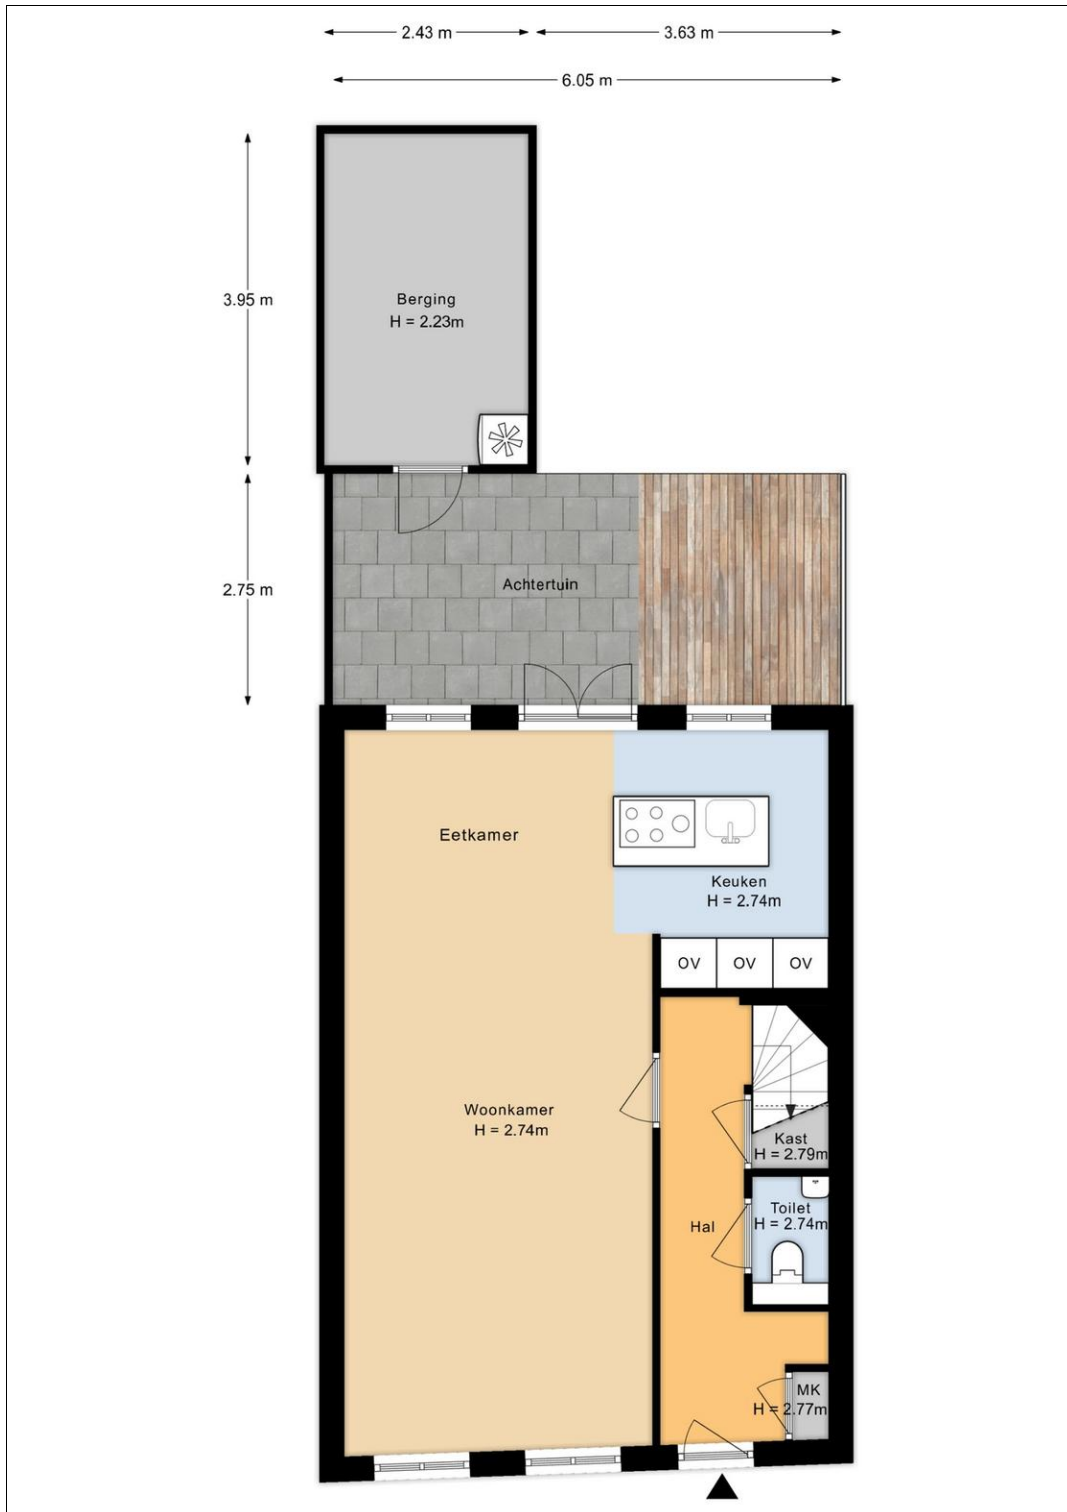 2.43 m
3.63 m
6.05 m
3.95 m
Berging
H = 2.23m
2.75 m
Achtertuin
Eetkamer
Keuken
H = 2.74m
OV OV OV
Woonkamer
H = 2.74m
Kast
H = 2.79m
Toilet
H = 2.74m
Hal
MK
H = 2.77m